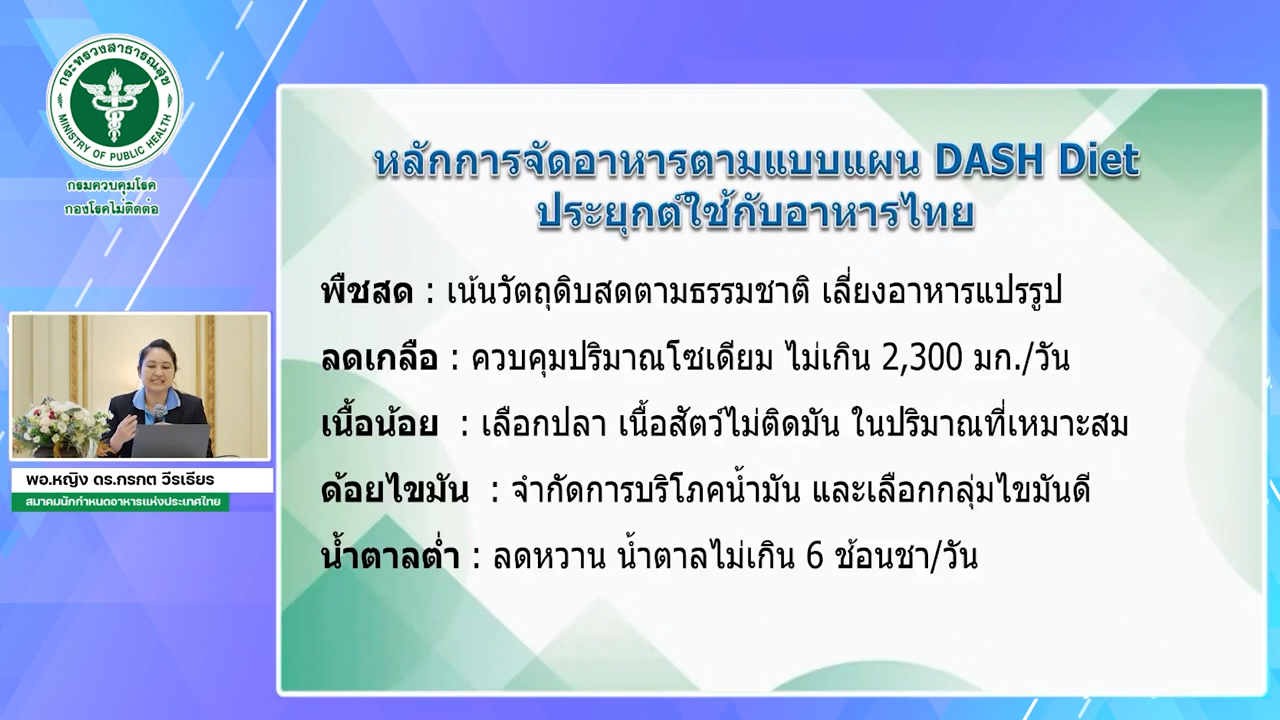 กระทรวงสาธารณสุข
MINISTRY OF PUBLIC HEALTH
กรมควบคุมโรค
กองโรคไม่ติดต่อ
หลักการจัดอาหารตามแบบแผน DASH Diet
ประยุกต์ใช้กับอาหารไทย
พืชสด : เน้นวัตถุดิบสดตามธรรมชาติ เลี่ยงอาหารแปรรูป
ลดเกลือ : ควบคุมปริมาณโซเดียม ไม่เกิน 2,300 มก./วัน
เนื้อน้อย : เลือกปลา เนื้อสัตว์ไม่ติดมัน ในปริมาณที่เหมาะสม
ด้อยไขมัน : จำกัดการบริโภคน้ำมัน และเลือกกลุ่มไขมันดี
น้ำตาลต่ำ : ลดหวาน น้ำตาลไม่เกิน 6 ช้อนชา/วัน
พอ.หญิง ดร.กรกต วีรเธียร
สมาคมนักกำหนดอาหารแห่งประเทศไทย